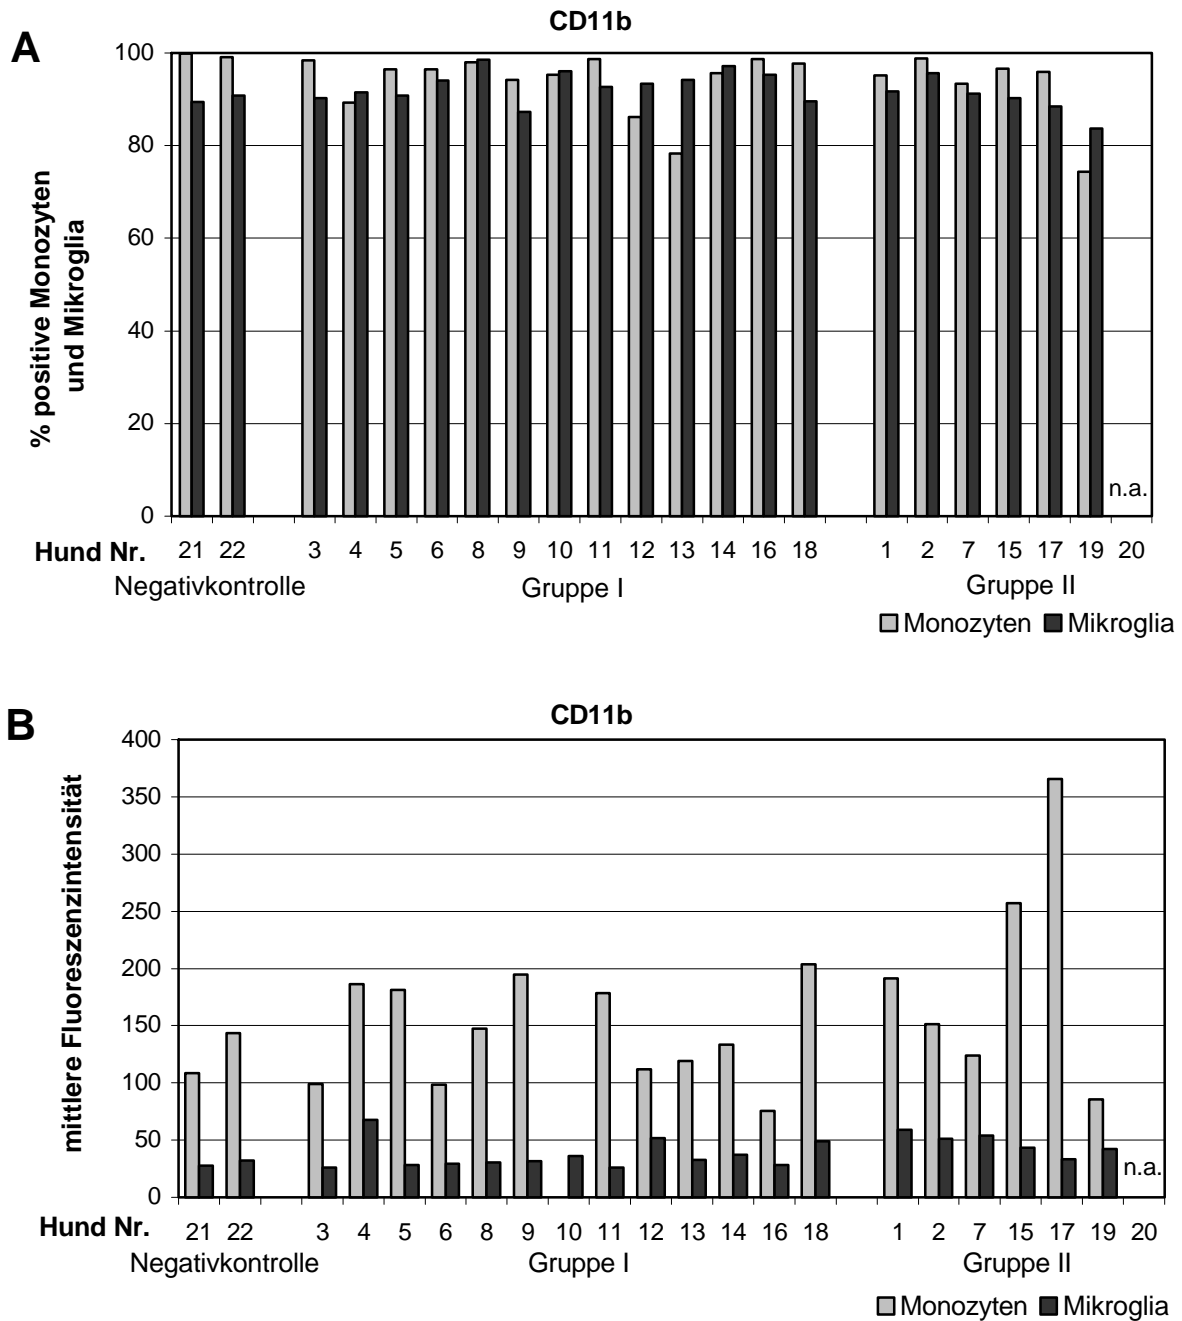 A
CD11b
100
80
60
40
20
0
% positive Monozyten
und Mikroglia
n.a.
Hund Nr. 21 22 3 4 5 6 8 9 10 11 12 13 14 16 18 1 2 7 15 17 19 20
Negativkontrolle Gruppe I Gruppe II
Monozyten Mikroglia
B
CD11b
400
350
300
250
200
150
100
50
0
mittlere Fluoreszenzintensität
n.a.
Hund Nr. 21 22 3 4 5 6 8 9 10 11 12 13 14 16 18 1 2 7 15 17 19 20
Negativkontrolle Gruppe I Gruppe II
Monozyten Mikroglia